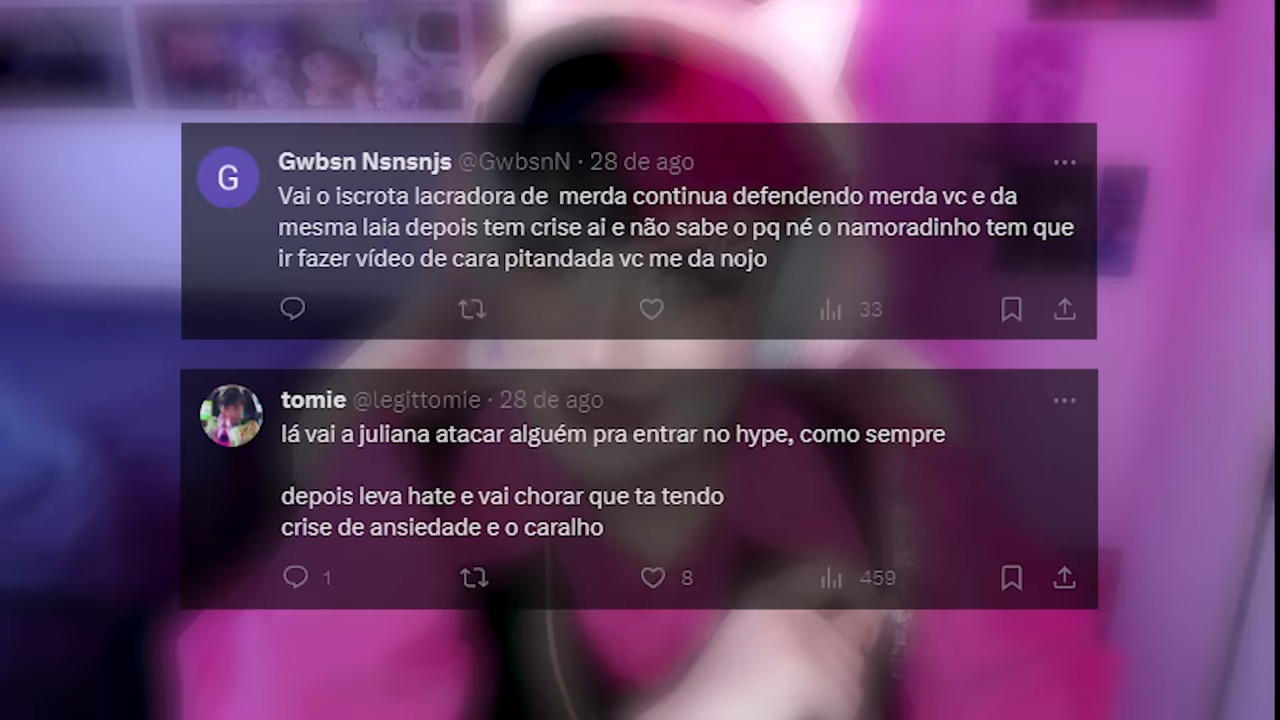 G
Gwbsn Nsnsnjs @GwbsnN · 28 de ago
Vai o iscrota lacradora de merda continua defendendo merda vc e da
mesma laia depois tem crise ai e não sabe o pq né o namoradinho tem que
ir fazer vídeo de cara pitandada vc me da nojo
33
tomie @legittomie · 28 de ago
lá vai a juliana atacar alguém pra entrar no hype, como sempre
depois leva hate e vai chorar que ta tendo
crise de ansiedade e o caralho
1 8 459